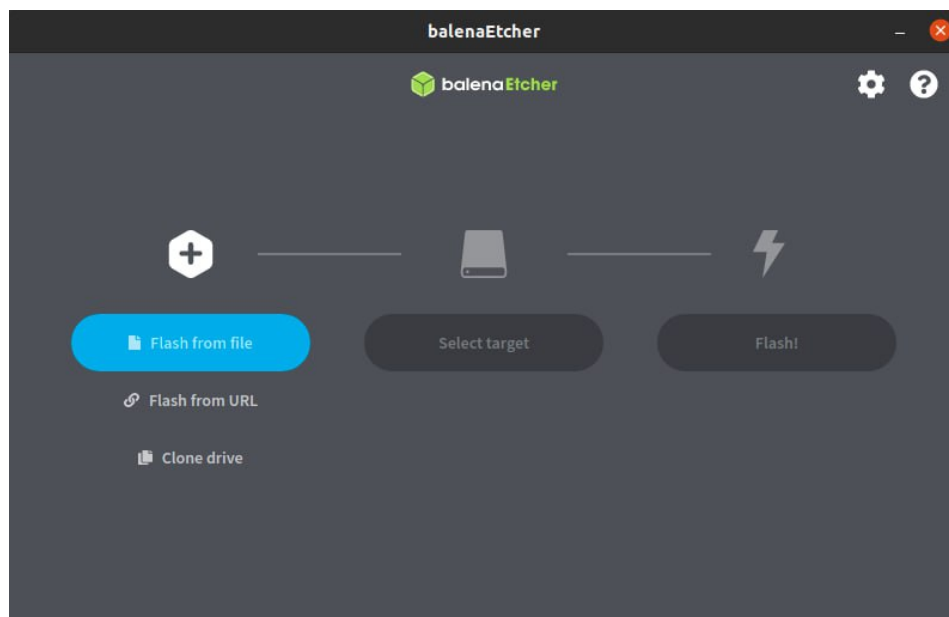 balenaEtcher
balenaEtcher
Flash from file
Select target
Flash!
Flash from URL
Clone drive